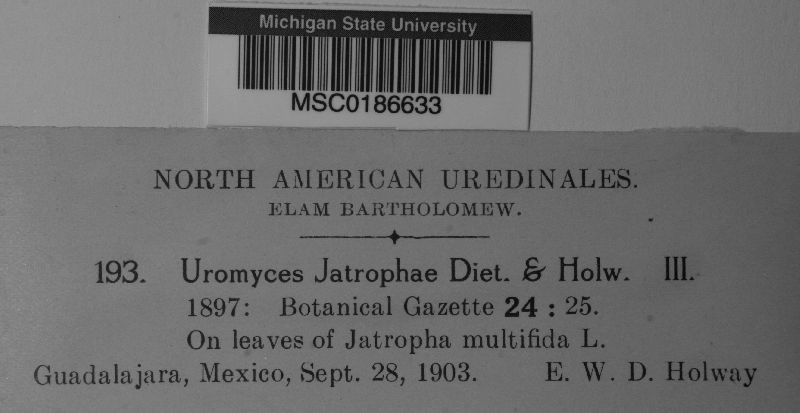 Michigan State University
MSC0186633
NORTH AMERICAN UREDINALES.
ELAM BARTHOLOMEW.
193. Uromyces Jatrophae Diet. & Holw. III.
1897: Botanical Gazette 24 : 25.
On leaves of Jatropha multifida L.
Guadalajara, Mexico, Sept. 28, 1903. E. W. D. Holway